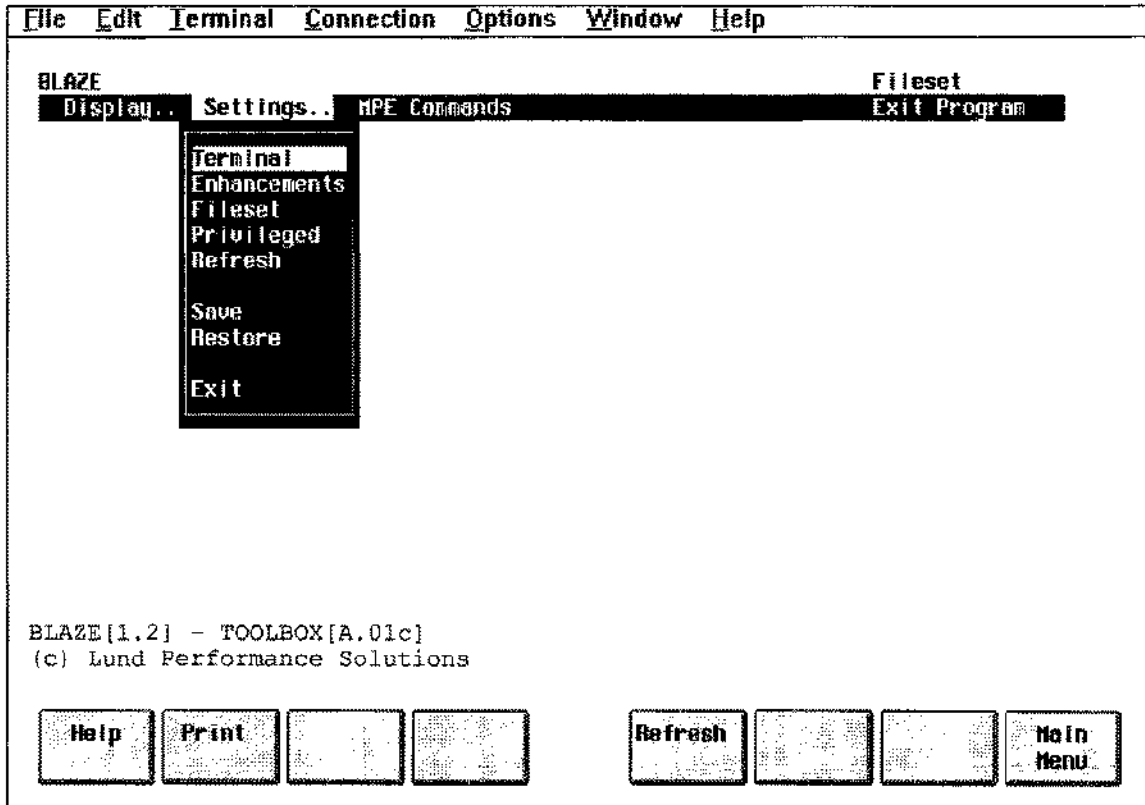 File Edit Terminal Connection Options Window Help
BLAZE Fileset
Display.. Settings.. MPE Commands Exit Program
Terminal
Enhancements
Fileset
Privileged
Refresh
Save
Restore
Exit
BLAZE[1.2] - TOOLBOX[A.01c]
(c) Lund Performance Solutions
Help Print Refresh Main Menu